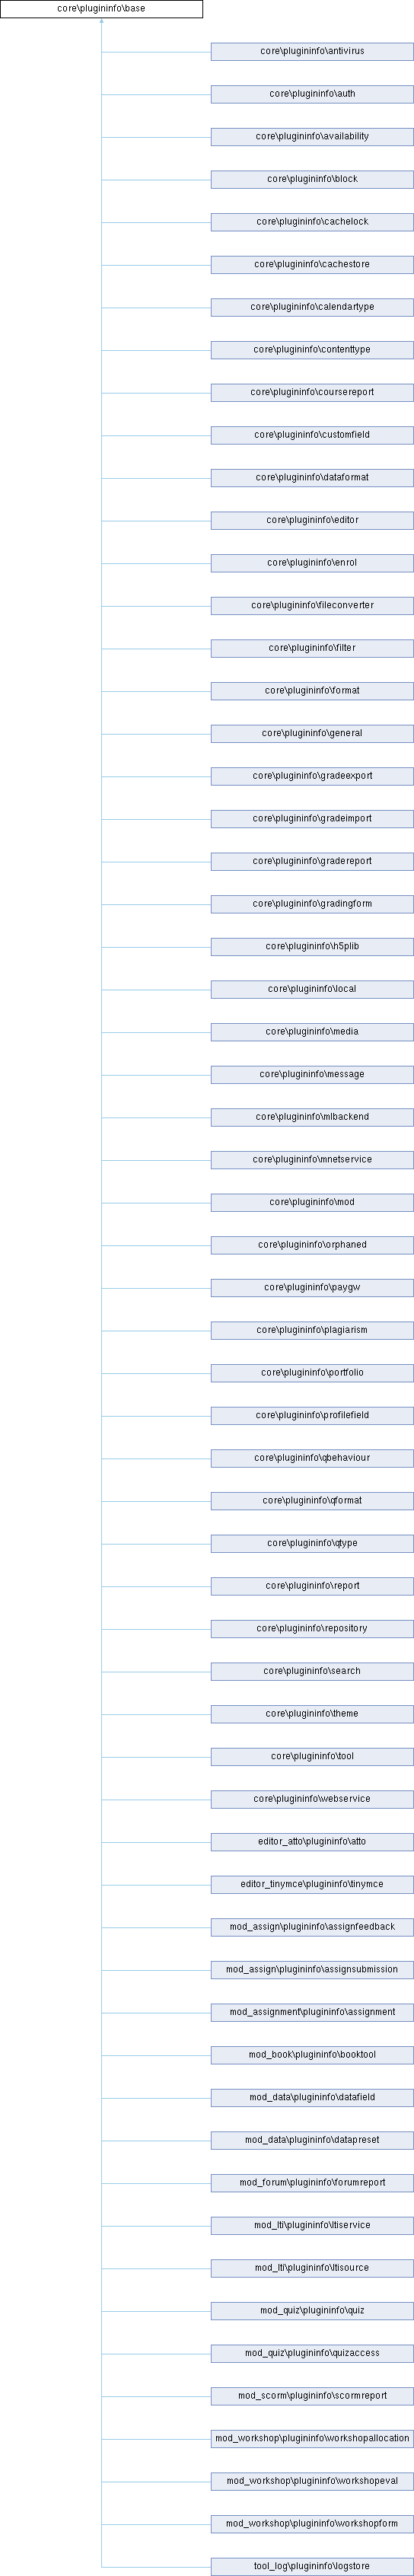 core\plugininfo\base
core\plugininfo\antivirus
core\plugininfo\auth
core\plugininfo\availability
core\plugininfo\block
core\plugininfo\cachelock
core\plugininfo\cachestore
core\plugininfo\calendartype
core\plugininfo\contenttype
core\plugininfo\coursereport
core\plugininfo\customfield
core\plugininfo\dataformat
core\plugininfo\editor
core\plugininfo\enrol
core\plugininfo\fileconverter
core\plugininfo\filter
core\plugininfo\format
core\plugininfo\general
core\plugininfo\gradeexport
core\plugininfo\gradeimport
core\plugininfo\gradereport
core\plugininfo\gradingform
core\plugininfo\h5plib
core\plugininfo\local
core\plugininfo\media
core\plugininfo\message
core\plugininfo\mlbackend
core\plugininfo\mnetservice
core\plugininfo\mod
core\plugininfo\orphaned
core\plugininfo\paygw
core\plugininfo\plagiarism
core\plugininfo\portfolio
core\plugininfo\profilefield
core\plugininfo\qbehaviour
core\plugininfo\qformat
core\plugininfo\qtype
core\plugininfo\report
core\plugininfo\repository
core\plugininfo\search
core\plugininfo\theme
core\plugininfo\tool
core\plugininfo\webservice
editor_atto\plugininfo\atto
editor_tinymce\plugininfo\tinymce
mod_assign\plugininfo\assignfeedback
mod_assign\plugininfo\assignsubmission
mod_assignment\plugininfo\assignment
mod_book\plugininfo\booktool
mod_data\plugininfo\datafield
mod_data\plugininfo\datapreset
mod_forum\plugininfo\forumreport
mod_lti\plugininfo\ltiservice
mod_lti\plugininfo\ltisource
mod_quiz\plugininfo\quiz
mod_quiz\plugininfo\quizaccess
mod_scorm\plugininfo\scormreport
mod_workshop\plugininfo\workshopallocation
mod_workshop\plugininfo\workshopeval
mod_workshop\plugininfo\workshopform
tool_log\plugininfo\logstore